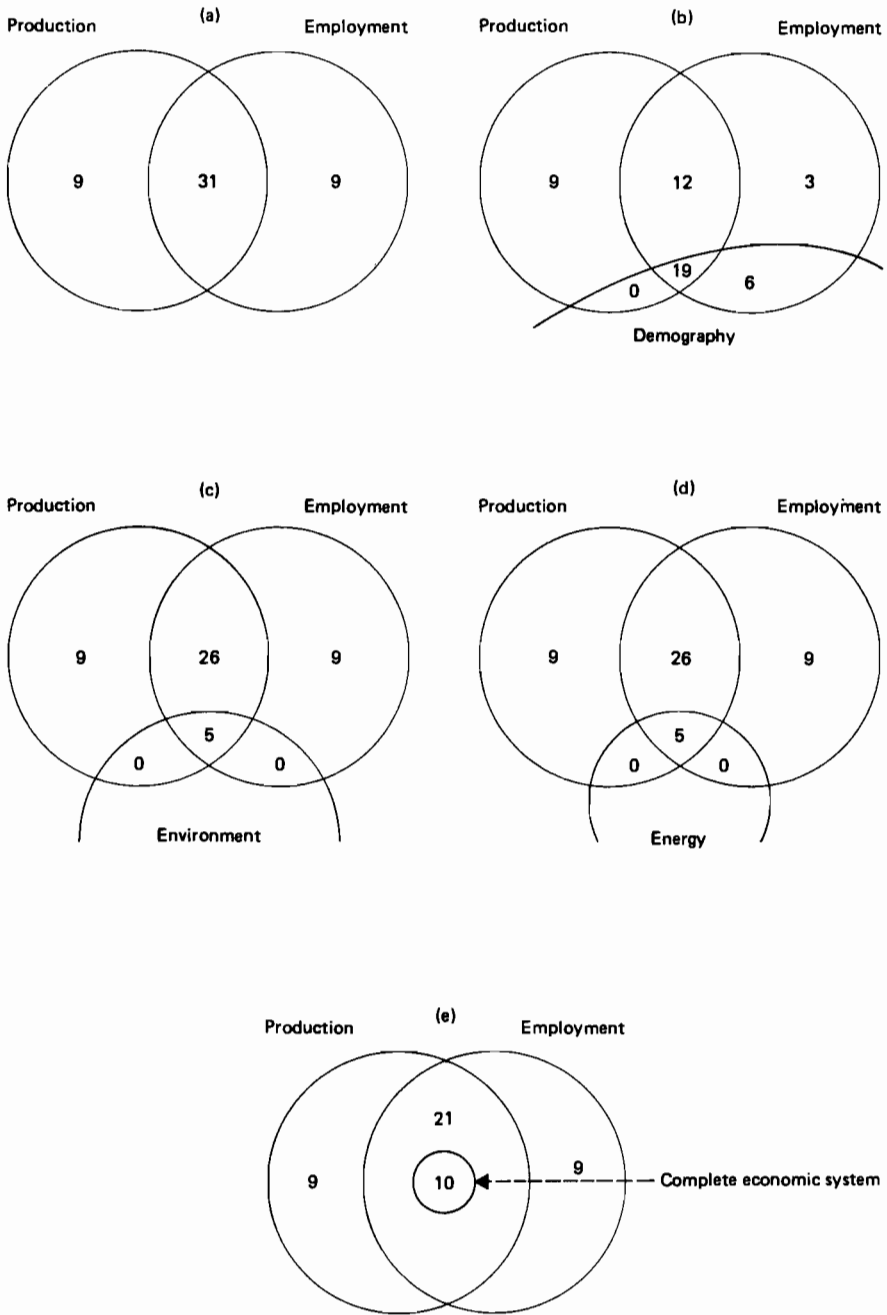 (a)
Production Employment
9 31 9
(b)
Production Employment
9 12 3
19
0 6
Demography
(c)
Production Employment
9 26 9
5
0 0
Environment
(d)
Production Employment
9 26 9
5
0 0
Energy
(e)
Production Employment
21
9 10 9
Complete economic system